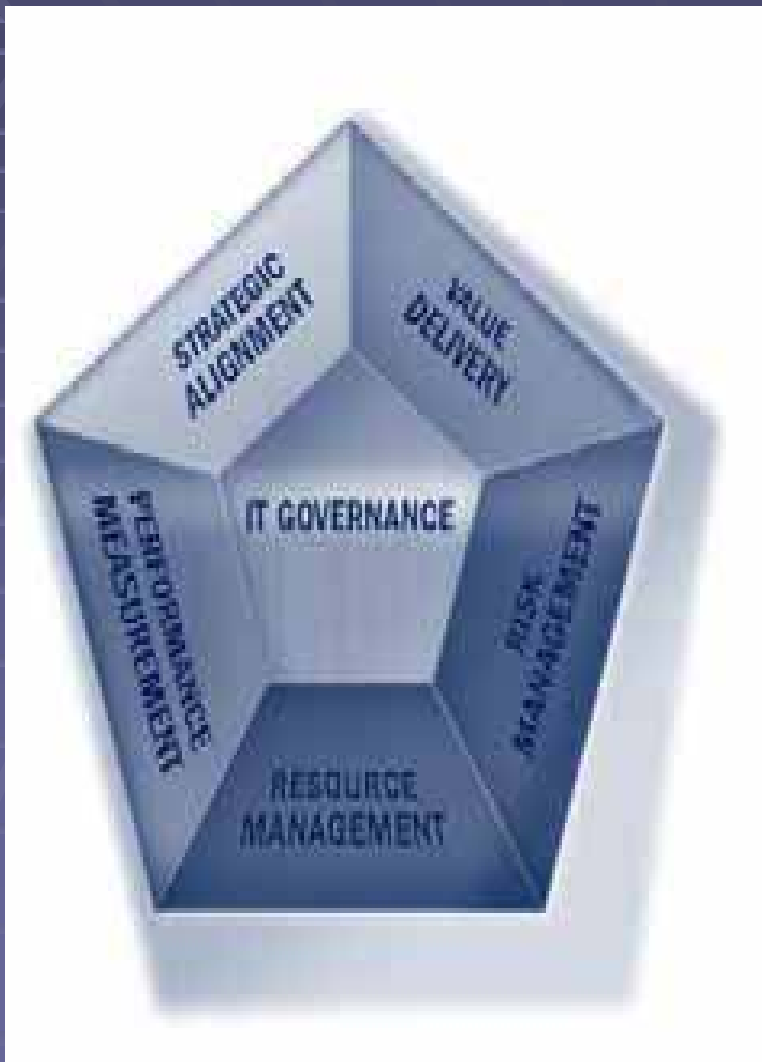 STRATEGIC
ALIGNMENT
VALUE
DELIVERY
IT GOVERNANCE
PERFORMANCE
MEASUREMENT
RISK
MANAGEMENT
RESOURCE
MANAGEMENT